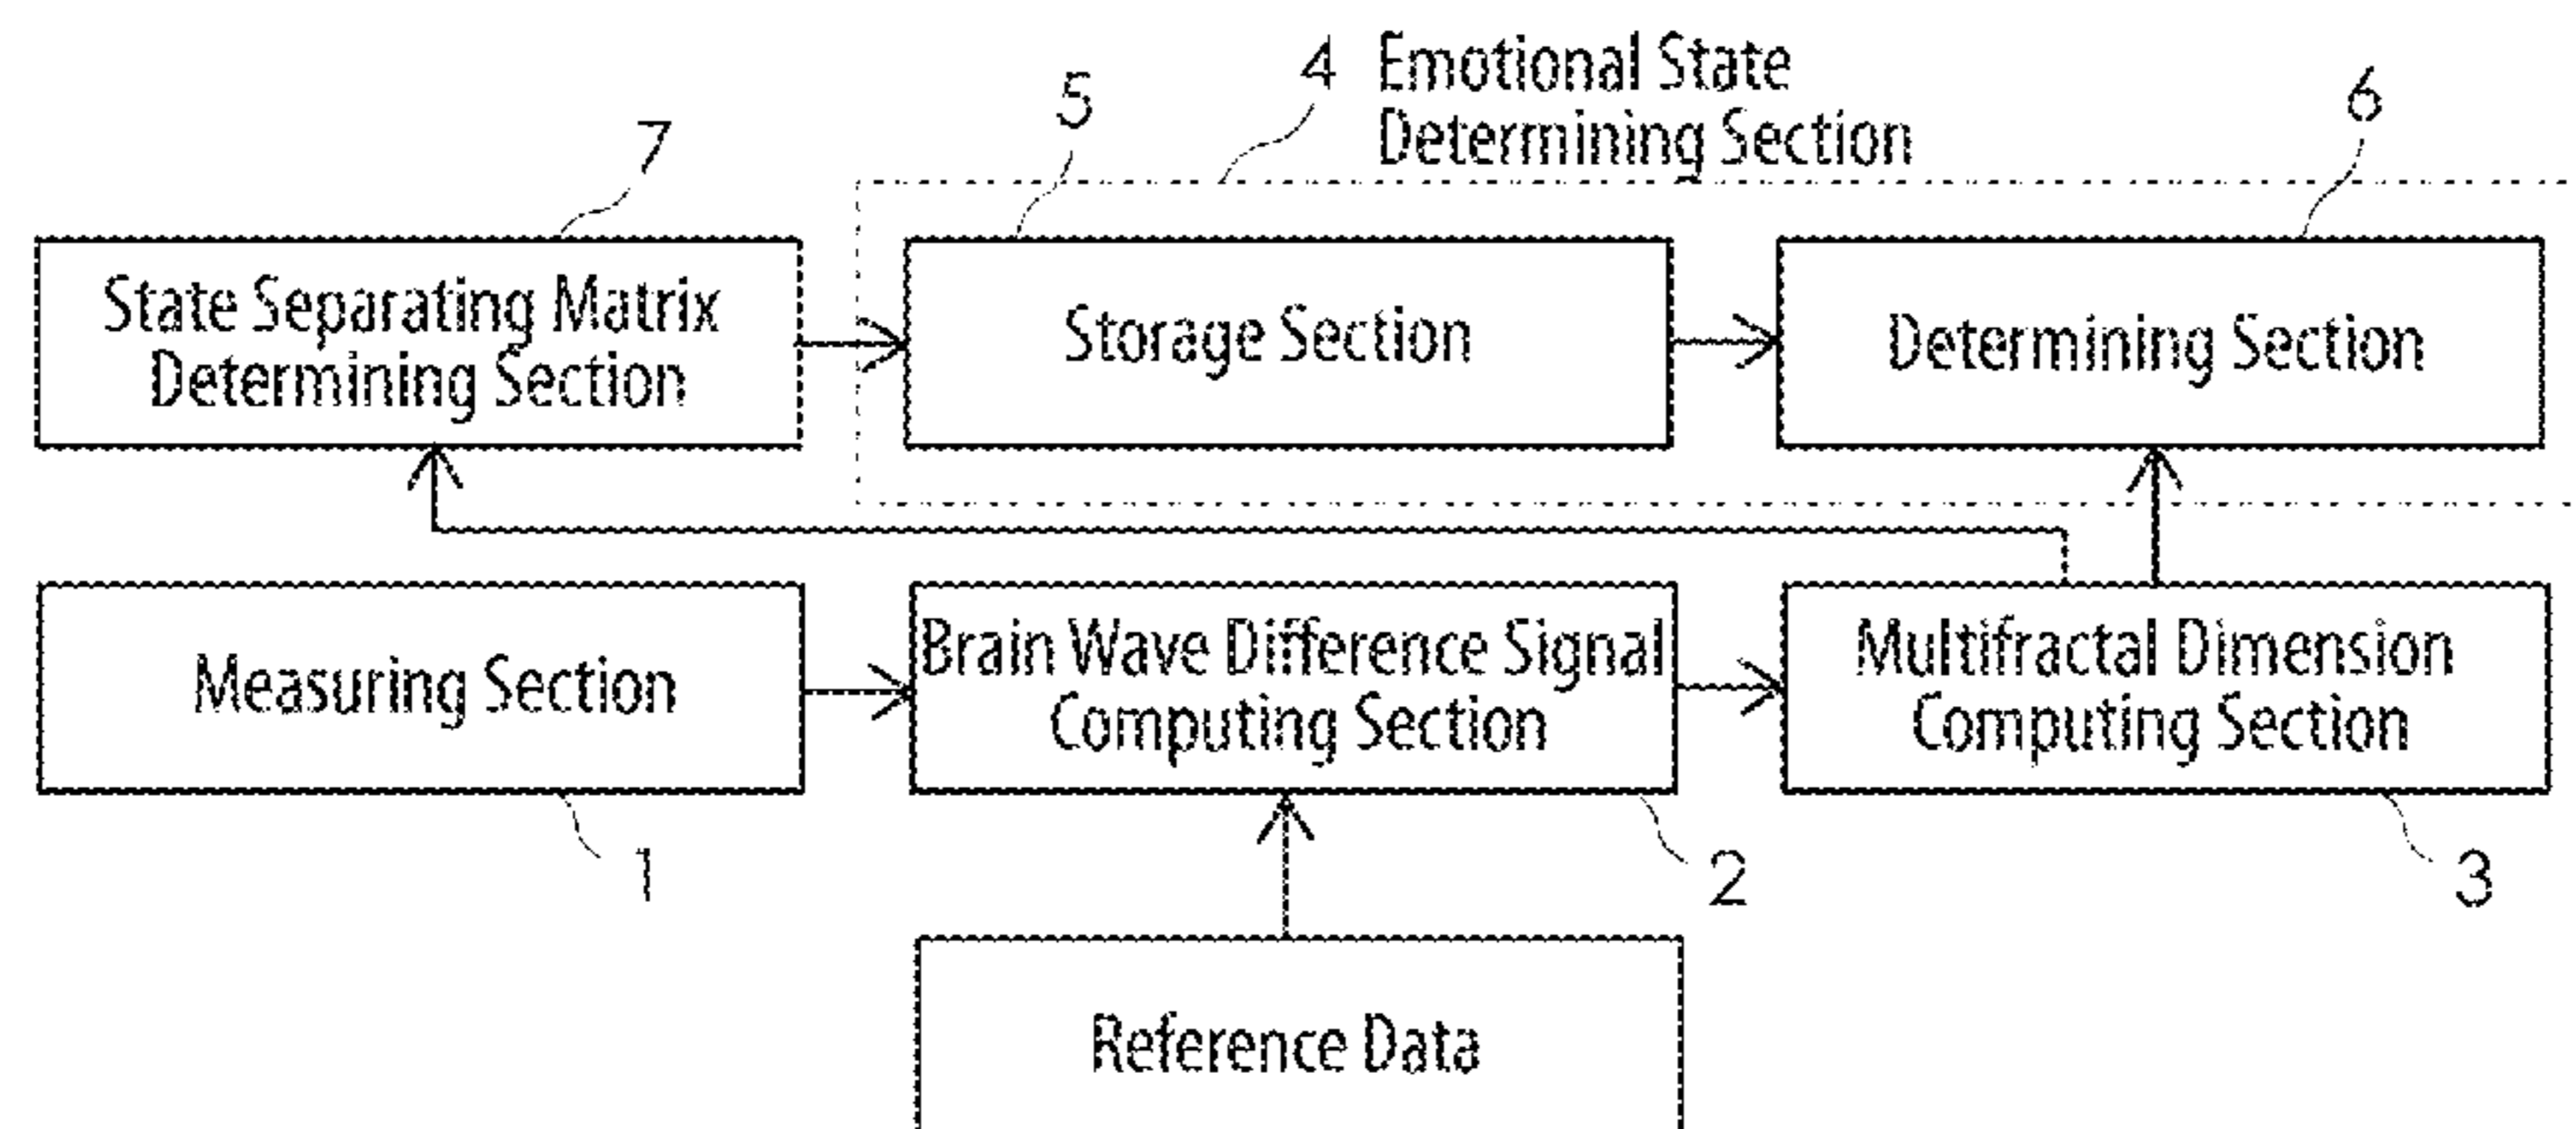 4 Emotional State
Determining Section
5
6
7
State Separating Matrix
Determining Section
Storage Section
Determining Section
Measuring Section
Brain Wave Difference Signal
Computing Section
Multifractal Dimension
Computing Section
1
2
3
Reference Data